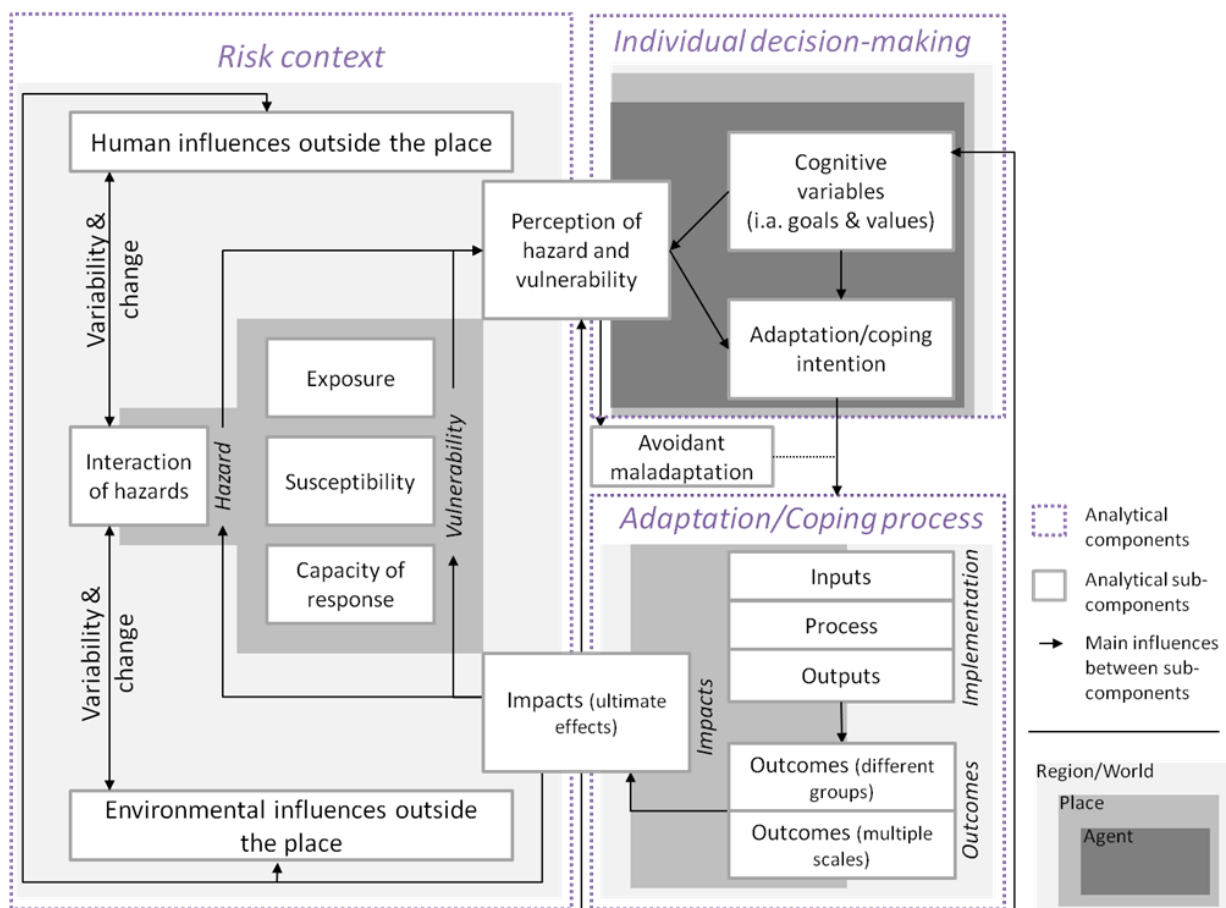 Risk context
Human influences outside the place
Variability &
change
Interaction
of hazards
Variability &
change
Environmental influences outside
the place
Hazard
Exposure
Susceptibility
Capacity of
response
Vulnerability
Perception of
hazard and
vulnerability
Impacts (ultimate
effects)
Individual decision-making
Cognitive
variables
(i.a. goals & values)
Adaptation/coping
intention
Avoidant
maladaptation
Adaptation/Coping process
Inputs
Process
Outputs
Implementation
Impacts
Outcomes (different
groups)
Outcomes (multiple
scales)
Outcomes
Analytical
components
Analytical sub-
components
Main influences
between sub-
components
Region/World
Place
Agent